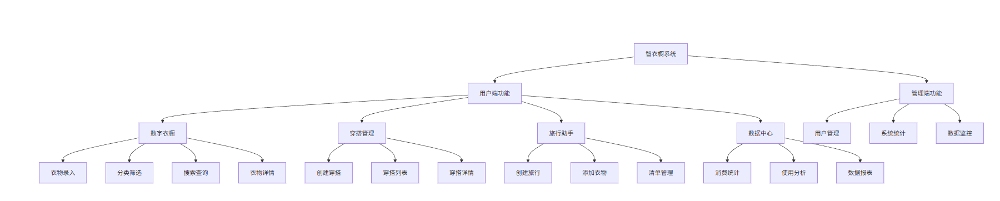 智衣橱系统
用户端功能
管理端功能
数字衣橱
穿搭管理
旅行助手
数据中心
用户管理
系统统计
数据监控
衣物录入
分类筛选
搜索查询
衣物详情
创建穿搭
穿搭列表
穿搭详情
创建旅行
添加衣物
清单管理
消费统计
使用分析
数据报表